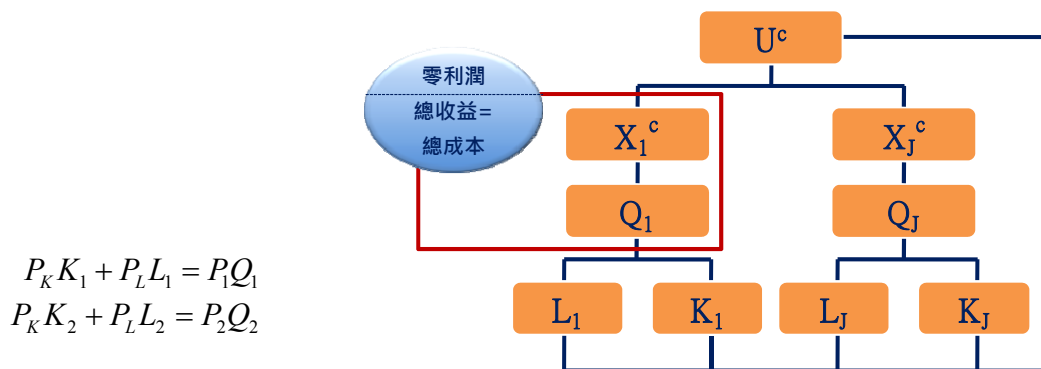 U^c
零利潤
總收益=
總成本
X_1^c
X_J^c
Q_1
Q_J
P_K K_1 + P_L L_1 = P_1 Q_1
P_K K_2 + P_L L_2 = P_2 Q_2
L_1
K_1
L_J
K_J